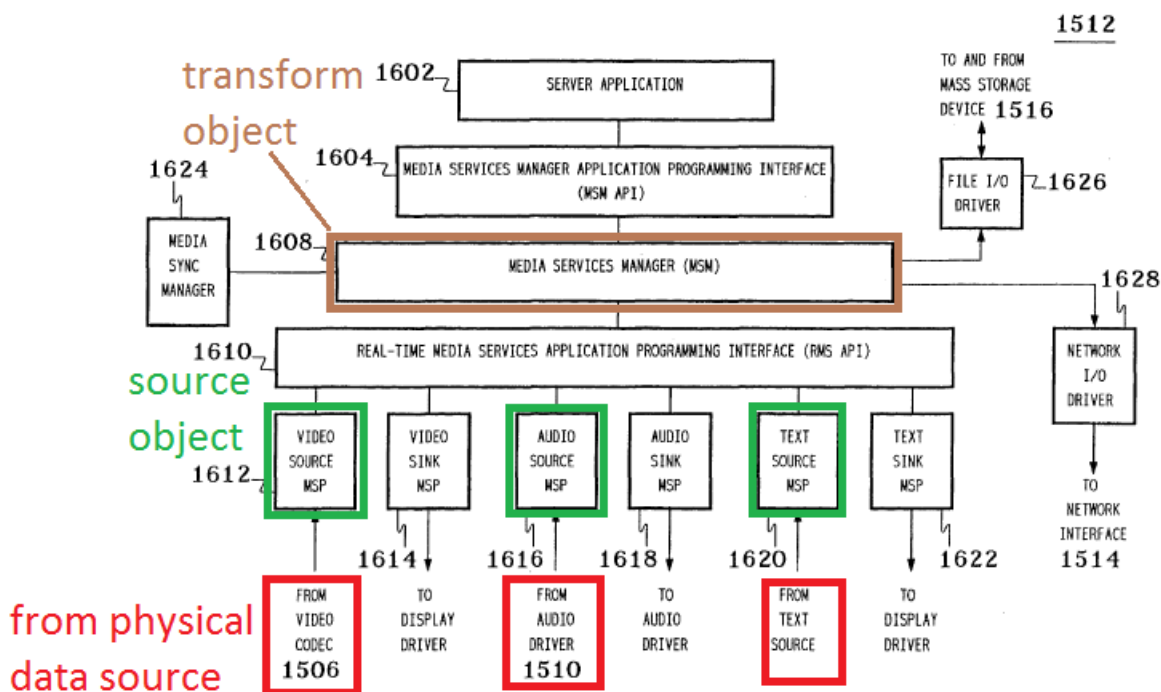 1512
transform
object
1602
SERVER APPLICATION
TO AND FROM
MASS STORAGE
DEVICE 1516
1604
MEDIA SERVICES MANAGER APPLICATION PROGRAMMING INTERFACE
(MSM API)
1624
FILE I/O
DRIVER
1626
MEDIA
SYNC
MANAGER
1608
MEDIA SERVICES MANAGER (MSM)
1628
1610
REAL-TIME MEDIA SERVICES APPLICATION PROGRAMMING INTERFACE (RMS API)
NETWORK
I/O
DRIVER
source
object
1612
VIDEO
SOURCE
MSP
VIDEO
SINK
MSP
AUDIO
SOURCE
MSP
AUDIO
SINK
MSP
TEXT
SOURCE
MSP
TEXT
SINK
MSP
TO
NETWORK
INTERFACE
1514
1614
1616
1618
1620
1622
from physical
data source
FROM
VIDEO
CODEC
1506
TO
DISPLAY
DRIVER
FROM
AUDIO
DRIVER
1510
TO
AUDIO
DRIVER
FROM
TEXT
SOURCE
TO
DISPLAY
DRIVER